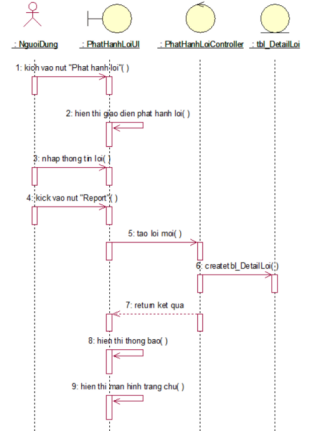 : NguoiDung
: PhatHanhLoiUI
: PhatHanhLoiController
: tbl_DetailLoi
1: kich vao nut "Phat hanh loi"( )
2: hien thi giao dien phat hanh loi( )
3: nhap thong tin loi( )
4: kick vao nut "Report"( )
5: tao loi moi( )
6: createtbl_DetailLoi( )
7: return ket qua
8: hien thi thong bao( )
9: hien thi man hinh trang chu( )